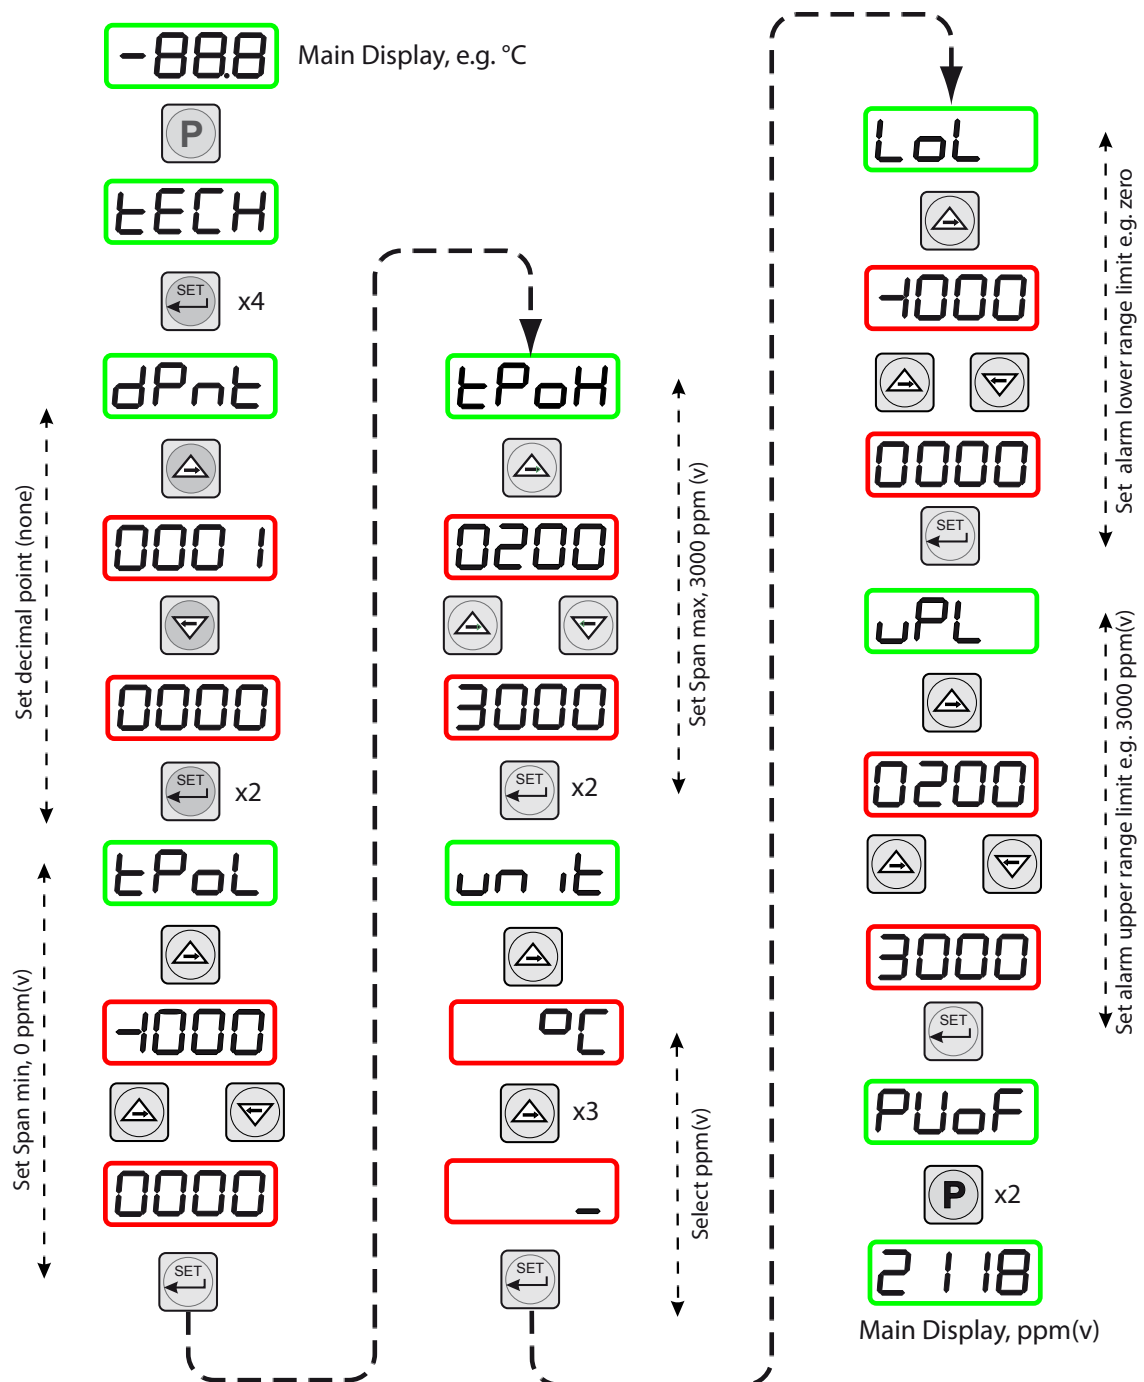 -88.8
Main Display, e.g. °C
P
tECH
SET
x4
dPnt
Set decimal point (none)
0001
0000
SET
x2
tPoL
Set Span min, 0 ppm(v)
-1000
0000
SET
tPoH
Set Span max, 3000 ppm (v)
0200
3000
SET
x2
unit
°C
Select ppm(v)
x3
_
SET
LoL
Set alarm lower range limit e.g. zero
-1000
0000
SET
uPL
Set alarm upper range limit e.g. 3000 ppm(v)
0200
3000
SET
PUoF
P
x2
2118
Main Display, ppm(v)